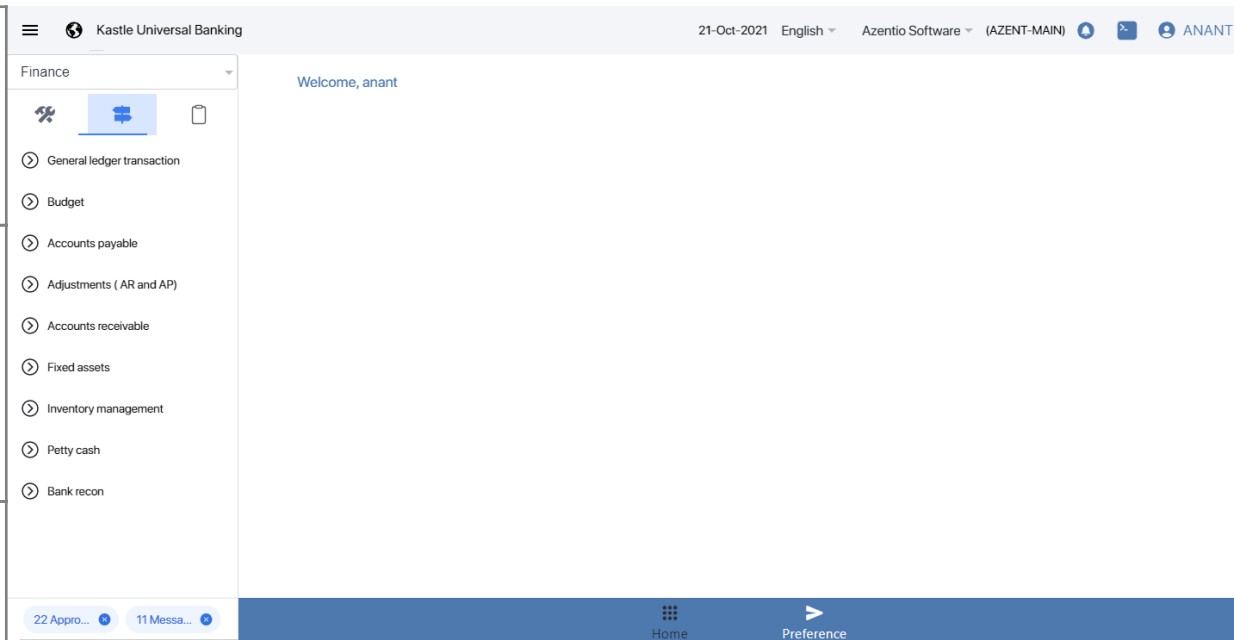 Kastle Universal Banking
21-Oct-2021 English Azentio Software (AZENT-MAIN) ANANT
Finance
Welcome, anant
General ledger transaction
Budget
Accounts payable
Adjustments ( AR and AP)
Accounts receivable
Fixed assets
Inventory management
Petty cash
Bank recon
22 Appro... 11 Messa...
Home Preference